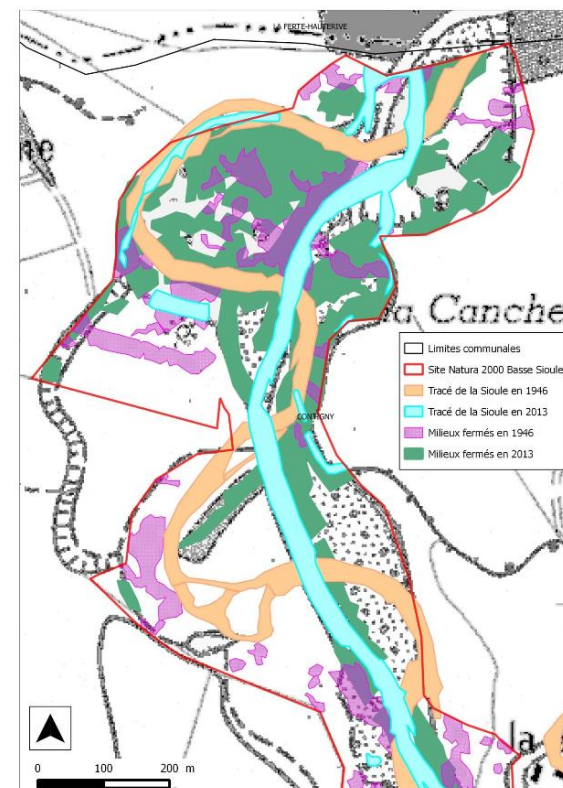 LA FERTE-HAUTERIVE
ne
la Canche
Limites communales
Site Natura 2000 Basse Sioule
Tracé de la Sioule en 1946
Tracé de la Sioule en 2013
Milieux fermés en 1946
Milieux fermés en 2013
CONTIGNY
la
0 100 200 m